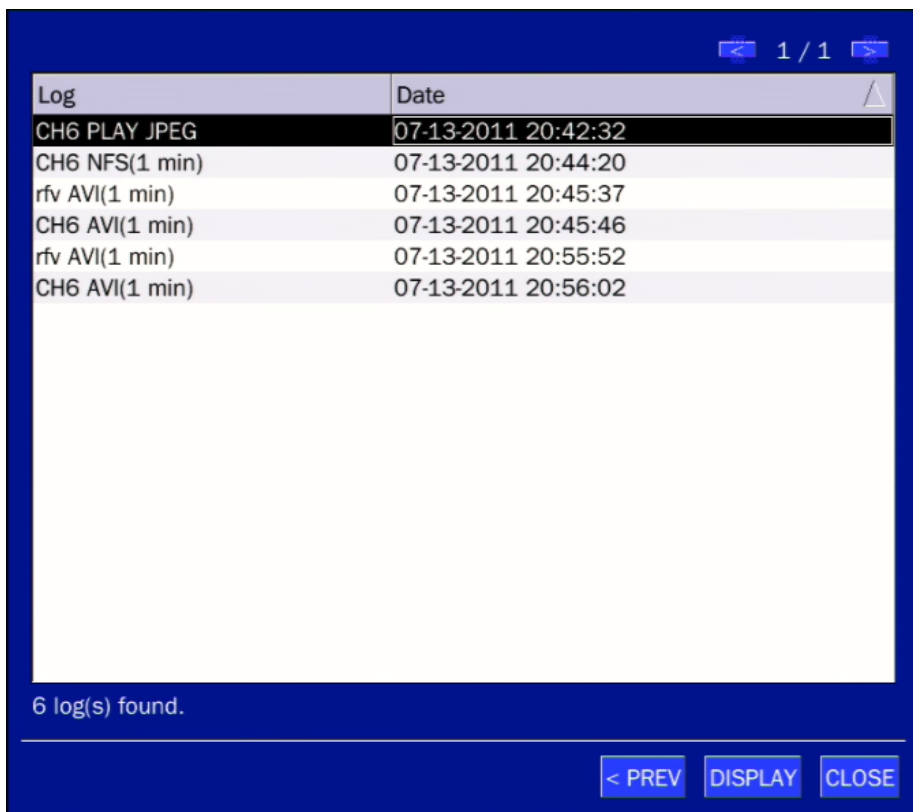 < 1 / 1 >
Log Date
CH6 PLAY JPEG 07-13-2011 20:42:32
CH6 NFS(1 min) 07-13-2011 20:44:20
rfv AVI(1 min) 07-13-2011 20:45:37
CH6 AVI(1 min) 07-13-2011 20:45:46
rfv AVI(1 min) 07-13-2011 20:55:52
CH6 AVI(1 min) 07-13-2011 20:56:02
6 log(s) found.
< PREV DISPLAY CLOSE